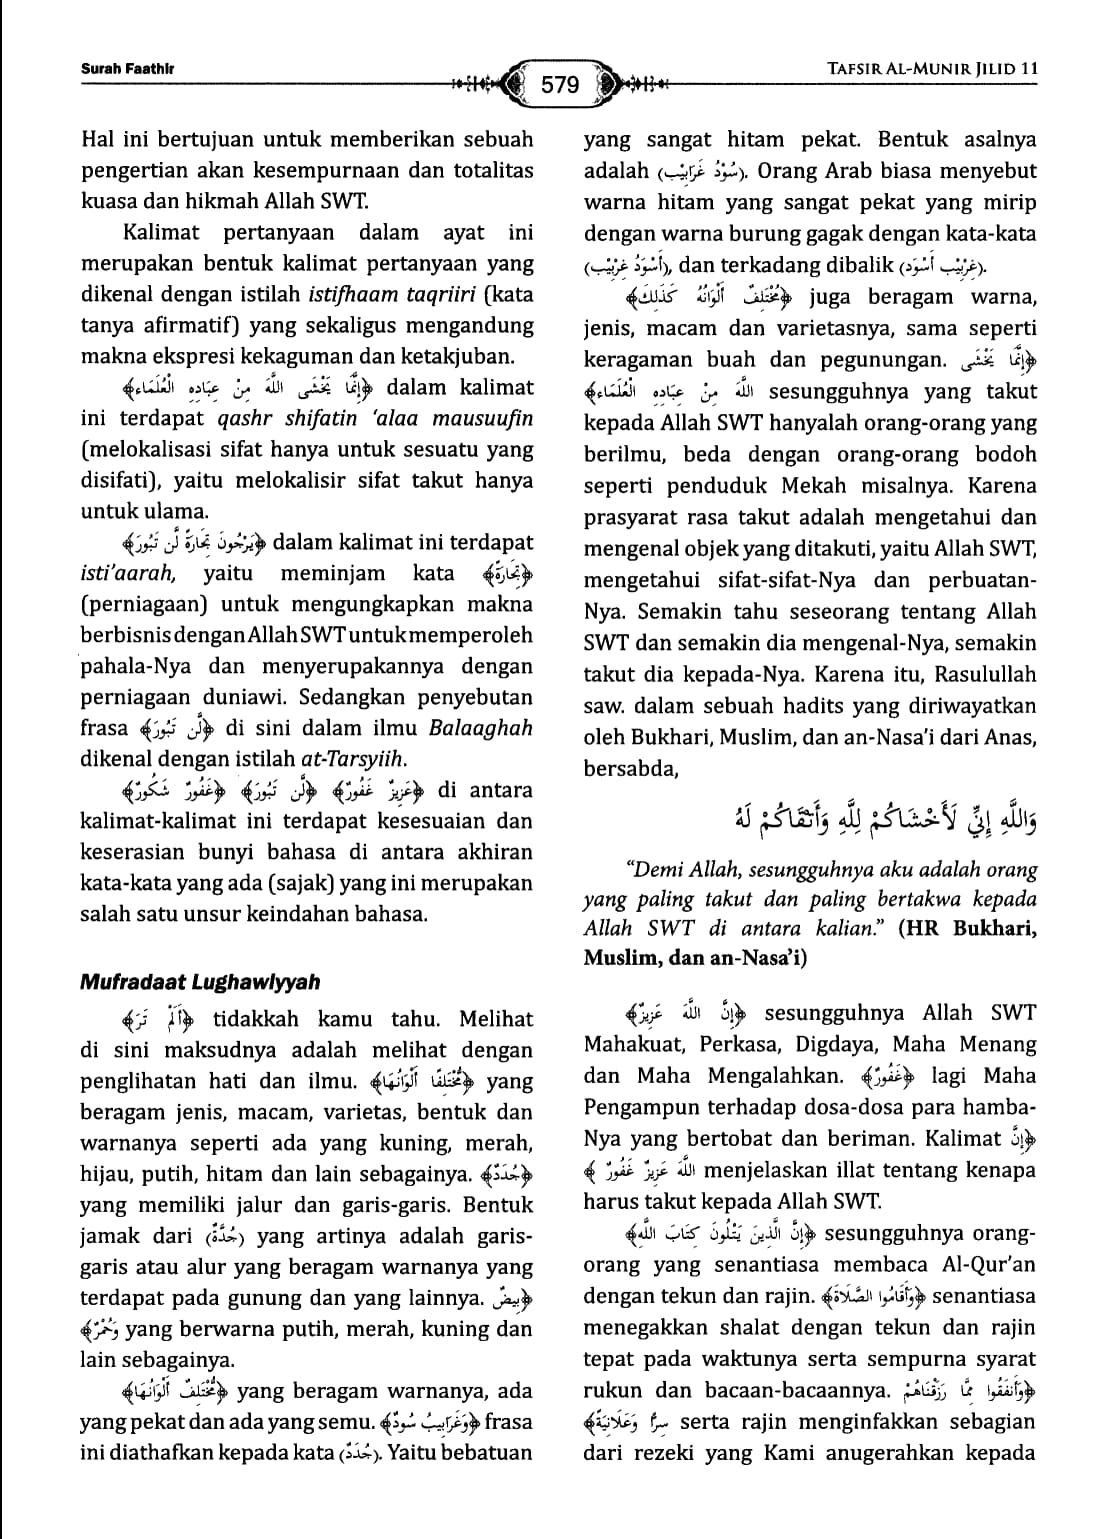 Surah Faathir
579
TAFSIR AL-MUNIR JILID 11
Hal ini bertujuan untuk memberikan sebuah
pengertian akan kesempurnaan dan totalitas
kuasa dan hikmah Allah SWT.
Kalimat pertanyaan dalam ayat ini
merupakan bentuk kalimat pertanyaan yang
dikenal dengan istilah istifhaam taqriiri (kata
tanya afirmatif) yang sekaligus mengandung
makna ekspresi kekaguman dan ketakjuban.
﴿إِنَّمَا يَخْشَى اللَّهَ مِنْ عِبَادِهِ الْعُلَمَاءُ﴾ dalam kalimat
ini terdapat qashr shifatin ‘alaa mausuufin
(melokalisasi sifat hanya untuk sesuatu yang
disifati), yaitu melokalisir sifat takut hanya
untuk ulama.
﴿يَرْجُونَ تِجَارَةً لَّن تَبُورَ﴾ dalam kalimat ini terdapat
isti’aarah, yaitu meminjam kata ﴿تِجَارَةً﴾
(perniagaan) untuk mengungkapkan makna
berbisnis dengan Allah SWT untuk memperoleh
pahala-Nya dan menyerupakannya dengan
perniagaan duniawi. Sedangkan penyebutan
frasa ﴿لَّن تَبُورَ﴾ di sini dalam ilmu Balaaghah
dikenal dengan istilah at-Tarsyiih.
﴿عَزِيزٌ غَفُورٌ﴾ ﴿لَّن تَبُورَ﴾ ﴿غَفُورٌ شَكُورٌ﴾ di antara
kalimat-kalimat ini terdapat kesesuaian dan
keserasian bunyi bahasa di antara akhiran
kata-kata yang ada (sajak) yang ini merupakan
salah satu unsur keindahan bahasa.
Mufradaat Lughawiyyah
﴿أَلَمْ تَرَ﴾ tidakkah kamu tahu. Melihat
di sini maksudnya adalah melihat dengan
penglihatan hati dan ilmu. ﴿مُّخْتَلِفًا أَلْوَانُهَا﴾ yang
beragam jenis, macam, varietas, bentuk dan
warnanya seperti ada yang kuning, merah,
hijau, putih, hitam dan lain sebagainya. ﴿جُدَدٌ﴾
yang memiliki jalur dan garis-garis. Bentuk
jamak dari (جُدَّةٌ) yang artinya adalah garis-
garis atau alur yang beragam warnanya yang
terdapat pada gunung dan yang lainnya. ﴿بِيضٌ
وَحُمْرٌ﴾ yang berwarna putih, merah, kuning dan
lain sebagainya.
﴿مُّخْتَلِفٌ أَلْوَانُهَا﴾ yang beragam warnanya, ada
yang pekat dan ada yang semu. ﴿وَغَرَابِيبُ سُودٌ﴾ frasa
ini diathafkan kepada kata (جُدَدٌ). Yaitu bebatuan
yang sangat hitam pekat. Bentuk asalnya
adalah (سُوْدٌ غَرَابِيْب). Orang Arab biasa menyebut
warna hitam yang sangat pekat yang mirip
dengan warna burung gagak dengan kata-kata
(أَسْوَدُ غِرْبِيْب), dan terkadang dibalik (غِرْبِيْب أَسْوَد).
﴿مُخْتَلِفٌ أَلْوَانُهُ كَذَٰلِكَ﴾ juga beragam warna,
jenis, macam dan varietasnya, sama seperti
keragaman buah dan pegunungan. ﴿إِنَّمَا يَخْشَى
اللَّهَ مِنْ عِبَادِهِ الْعُلَمَاءُ﴾ sesungguhnya yang takut
kepada Allah SWT hanyalah orang-orang yang
berilmu, beda dengan orang-orang bodoh
seperti penduduk Mekah misalnya. Karena
prasyarat rasa takut adalah mengetahui dan
mengenal objek yang ditakuti, yaitu Allah SWT,
mengetahui sifat-sifat-Nya dan perbuatan-
Nya. Semakin tahu seseorang tentang Allah
SWT dan semakin dia mengenal-Nya, semakin
takut dia kepada-Nya. Karena itu, Rasulullah
saw. dalam sebuah hadits yang diriwayatkan
oleh Bukhari, Muslim, dan an-Nasa’i dari Anas,
bersabda,
وَاللَّهِ إِنِّي لَأَخْشَاكُمْ لِلَّهِ وَأَتْقَاكُمْ لَهُ
“Demi Allah, sesungguhnya aku adalah orang
yang paling takut dan paling bertakwa kepada
Allah SWT di antara kalian.” (HR Bukhari,
Muslim, dan an-Nasa’i)
﴿إِنَّ اللَّهَ عَزِيزٌ﴾ sesungguhnya Allah SWT
Mahakuat, Perkasa, Digdaya, Maha Menang
dan Maha Mengalahkan. ﴿غَفُورٌ﴾ lagi Maha
Pengampun terhadap dosa-dosa para hamba-
Nya yang bertobat dan beriman. Kalimat ﴿إِنَّ
اللَّهَ عَزِيزٌ غَفُورٌ ﴾ menjelaskan illat tentang kenapa
harus takut kepada Allah SWT.
﴿إِنَّ الَّذِينَ يَتْلُونَ كِتَابَ اللَّهِ﴾ sesungguhnya orang-
orang yang senantiasa membaca Al-Qur’an
dengan tekun dan rajin. ﴿وَأَقَامُوا الصَّلَاةَ﴾ senantiasa
menegakkan shalat dengan tekun dan rajin
tepat pada waktunya serta sempurna syarat
rukun dan bacaan-bacaannya. ﴿وَأَنفَقُوا مِمَّا رَزَقْنَاهُمْ
سِرًّا وَعَلَانِيَةً﴾ serta rajin menginfakkan sebagian
dari rezeki yang Kami anugerahkan kepada